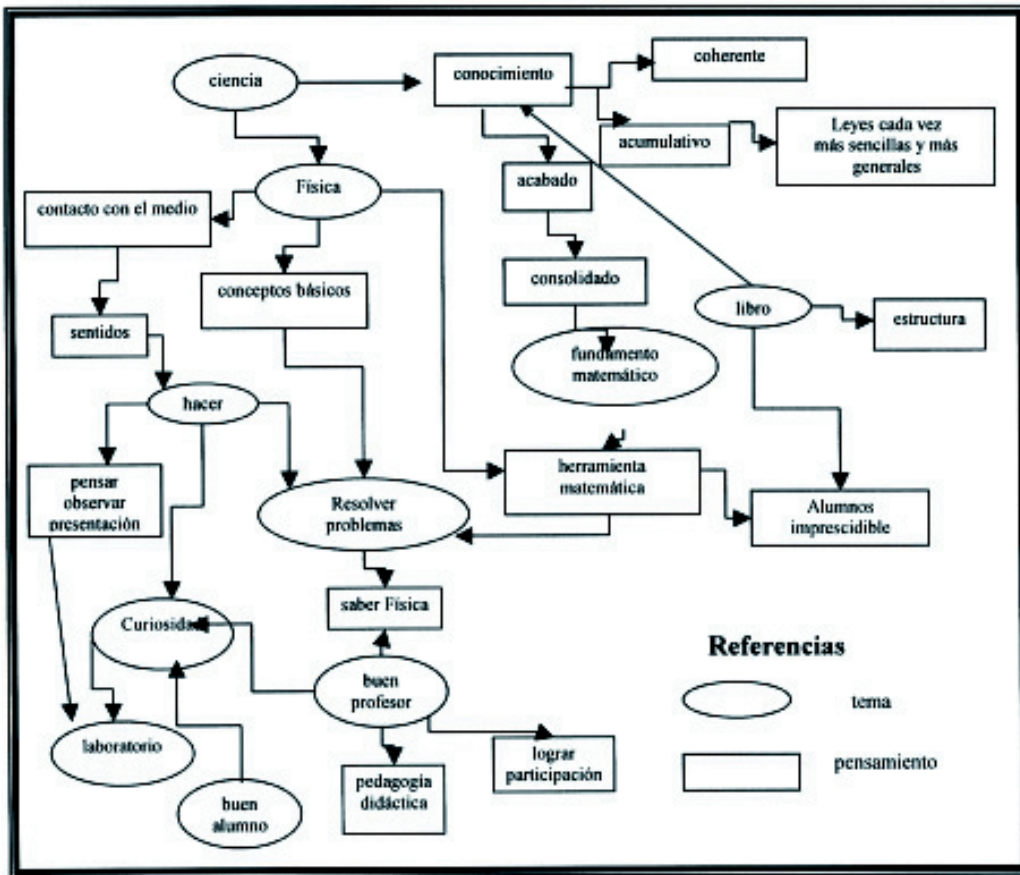 ciencia
conocimiento
coherente
acumulativo
Leyes cada vez
más sencillas y más
generales
Física
acabado
contacto con el medio
conceptos básicos
consolidado
libro
estructura
sentidos
fundamento
matemático
hacer
pensar
observar
presentación
Resolver
problemas
herramienta
matemática
Alumnos
imprescidible
saber Física
Curiosidad
Referencias
buen
profesor
tema
laboratorio
lograr
participación
pensamiento
pedagogía
didáctica
buen
alumno